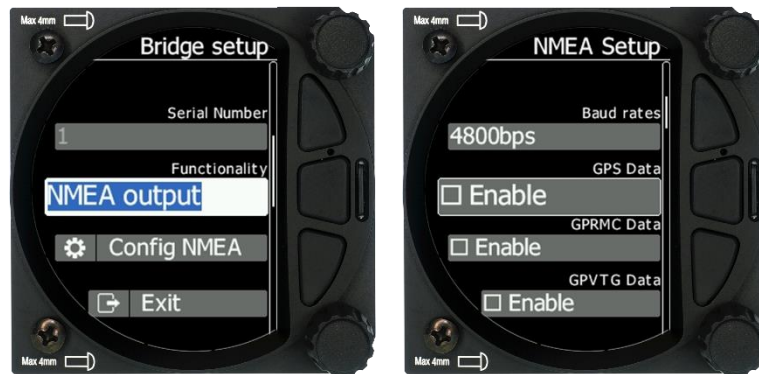 Max 4mm
Bridge setup
Serial Number
1
Functionality
NMEA output
Config NMEA
Exit
Max 4mm
Max 4mm
NMEA Setup
Baud rates
4800bps
GPS Data
Enable
GPRMC Data
Enable
GPVTG Data
Enable
Max 4mm